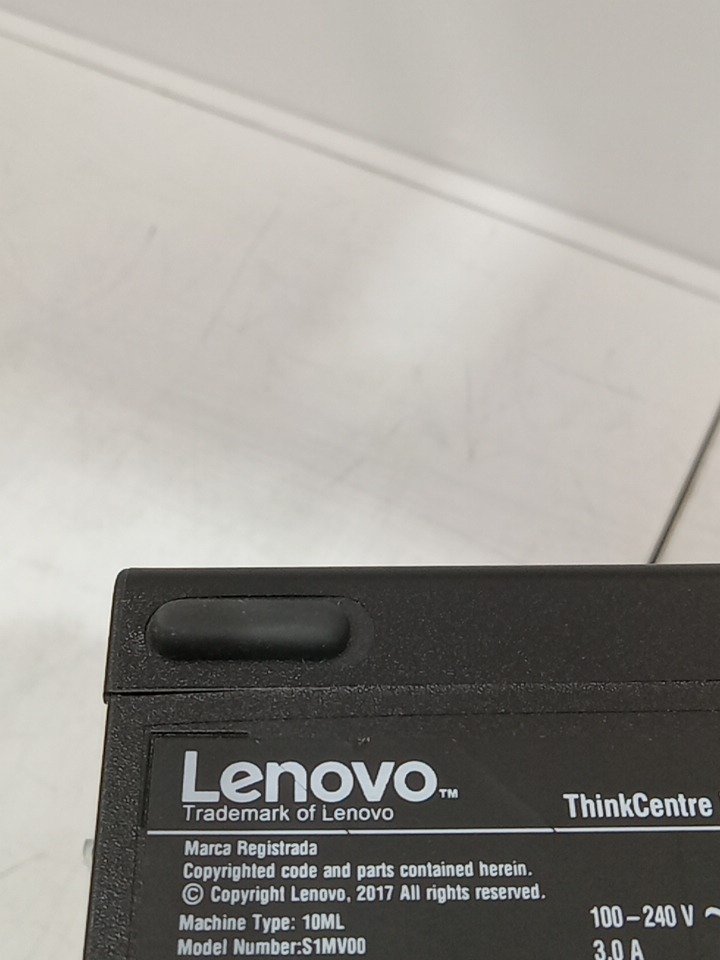 Lenovo™
Trademark of Lenovo
ThinkCentre
Marca Registrada
Copyrighted code and parts contained herein.
© Copyright Lenovo, 2017 All rights reserved.
Machine Type: 10ML
100–240 V ~
Model Number:S1MV00
3.0 A